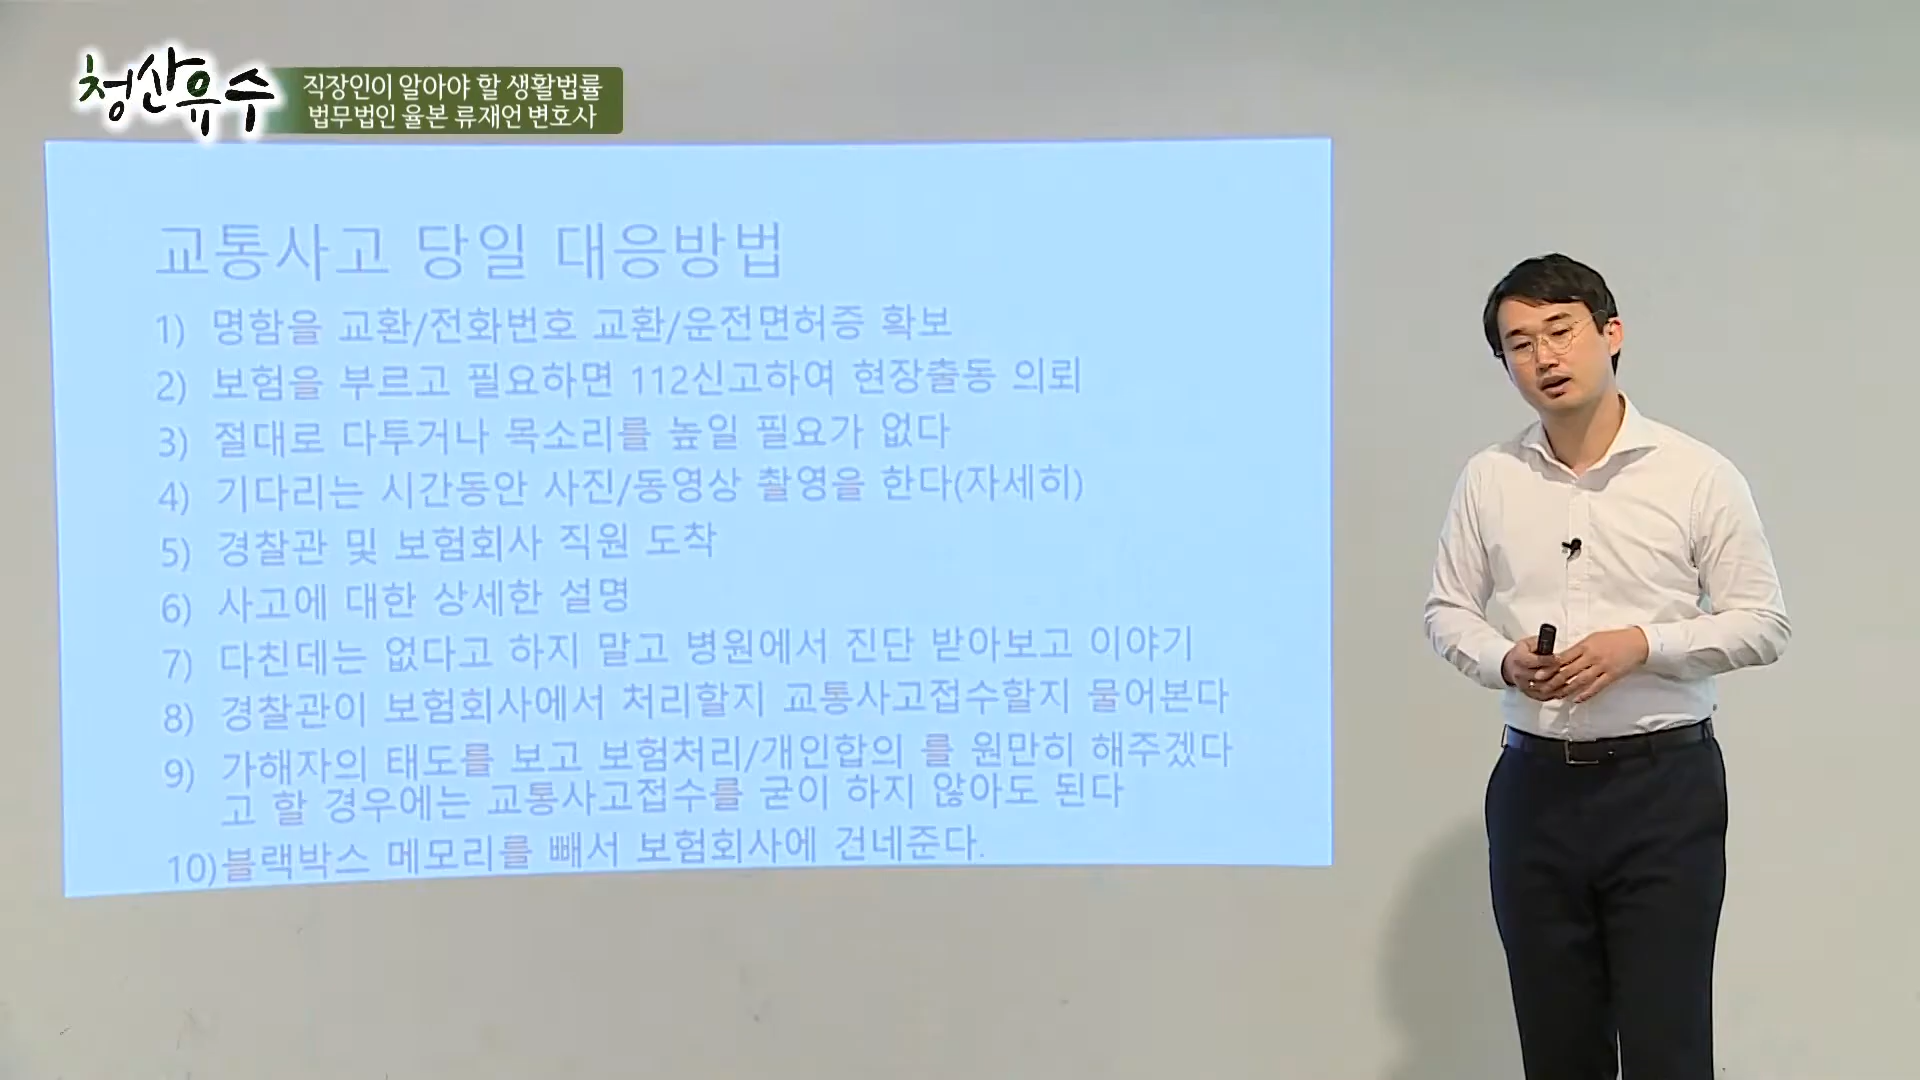 청산유수
직장인이 알아야 할 생활법률
법무법인 율본 류재언 변호사
교통사고 당일 대응방법
1) 명함을 교환/전화번호 교환/운전면허증 확보
2) 보험을 부르고 필요하면 112신고하여 현장출동 의뢰
3) 절대로 다투거나 목소리를 높일 필요가 없다
4) 기다리는 시간동안 사진/동영상 촬영을 한다(자세히)
5) 경찰관 및 보험회사 직원 도착
6) 사고에 대한 상세한 설명
7) 다친데는 없다고 하지 말고 병원에서 진단 받아보고 이야기
8) 경찰관이 보험회사에서 처리할지 교통사고접수할지 물어본다
9) 가해자의 태도를 보고 보험처리/개인합의 를 원만히 해주겠다
고 할 경우에는 교통사고접수를 굳이 하지 않아도 된다
10)블랙박스 메모리를 빼서 보험회사에 건네준다.